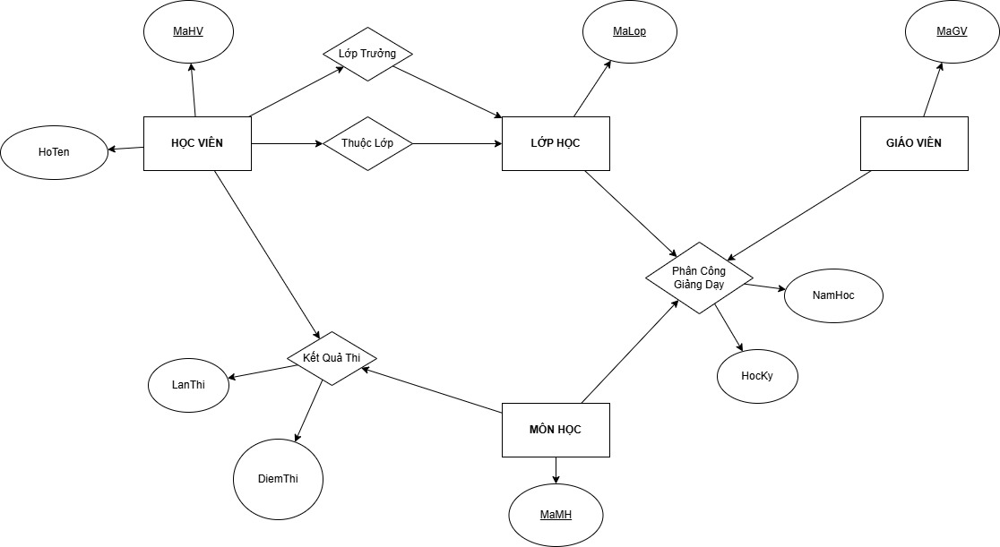 MaHV
MaLop
MaGV
Lớp Trưởng
HỌC VIÊN
Thuộc Lớp
LỚP HỌC
GIÁO VIÊN
HoTen
Phân Công
Giảng Dạy
NamHoc
Kết Quả Thi
HocKy
LanThi
MÔN HỌC
DiemThi
MaMH